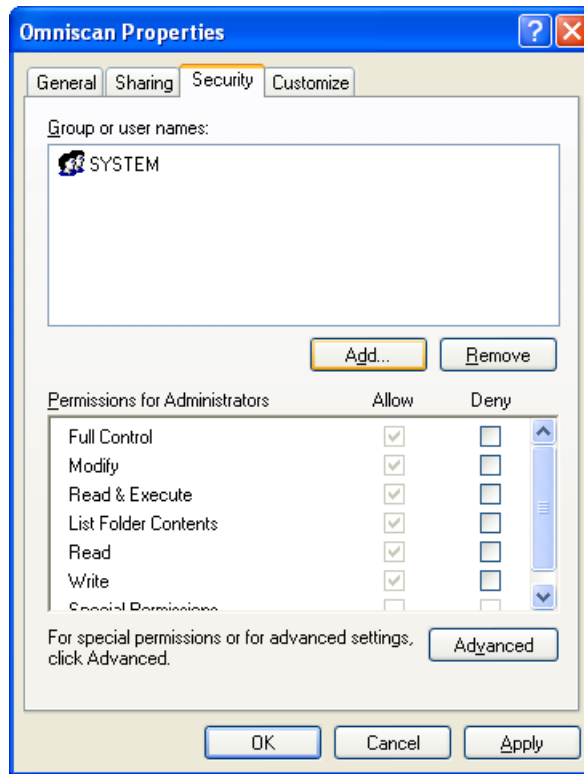 Omniscan Properties
General Sharing Security Customize
Group or user names:
SYSTEM
Add... Remove
Permissions for Administrators Allow Deny
Full Control
Modify
Read & Execute
List Folder Contents
Read
Write
Special Permissions
For special permissions or for advanced settings,
click Advanced.
Advanced
OK Cancel Apply